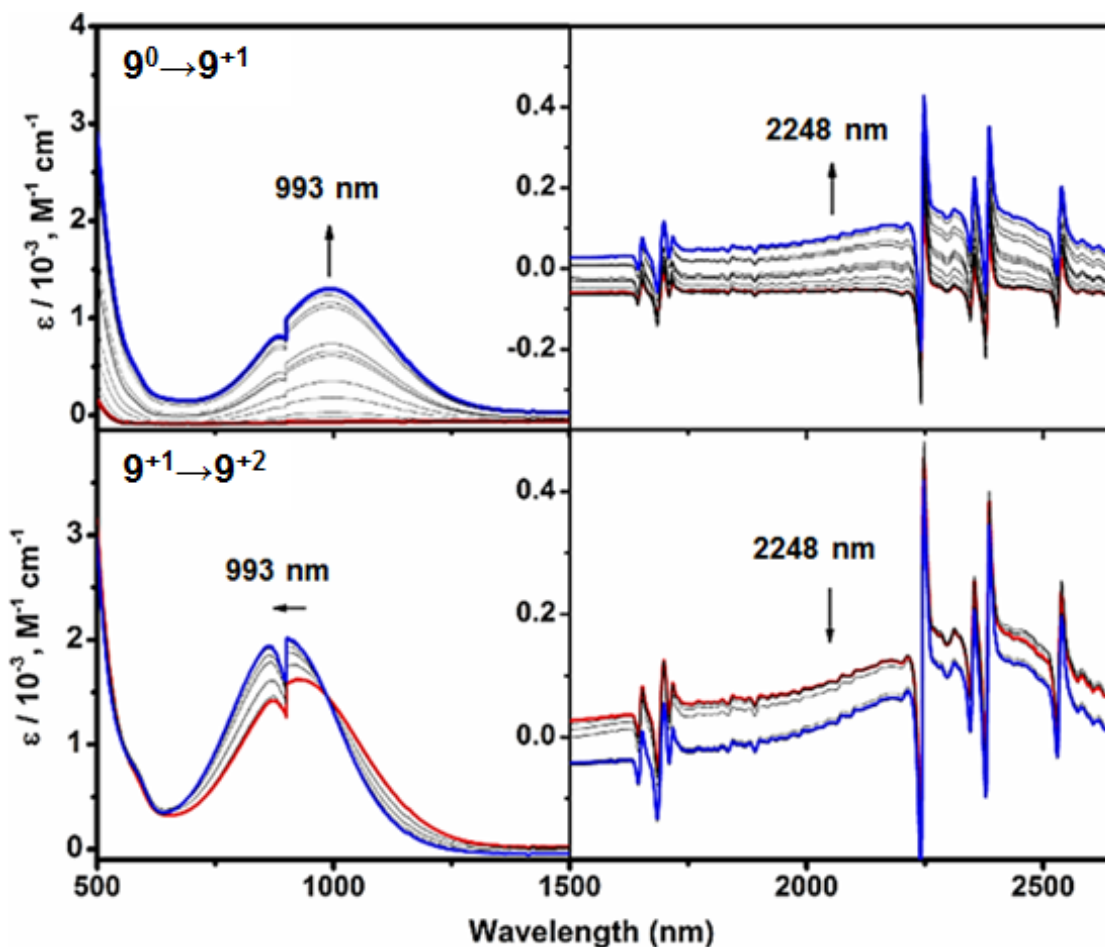 4
3
2
1
0
9⁰→9⁺¹
993 nm
0.4
0.2
0.0
-0.2
2248 nm
ε / 10⁻³, M⁻¹ cm⁻¹
3
2
1
0
9⁺¹→9⁺²
993 nm
0.4
0.2
0.0
2248 nm
ε / 10⁻³, M⁻¹ cm⁻¹
500 1000 1500 2000 2500
Wavelength (nm)